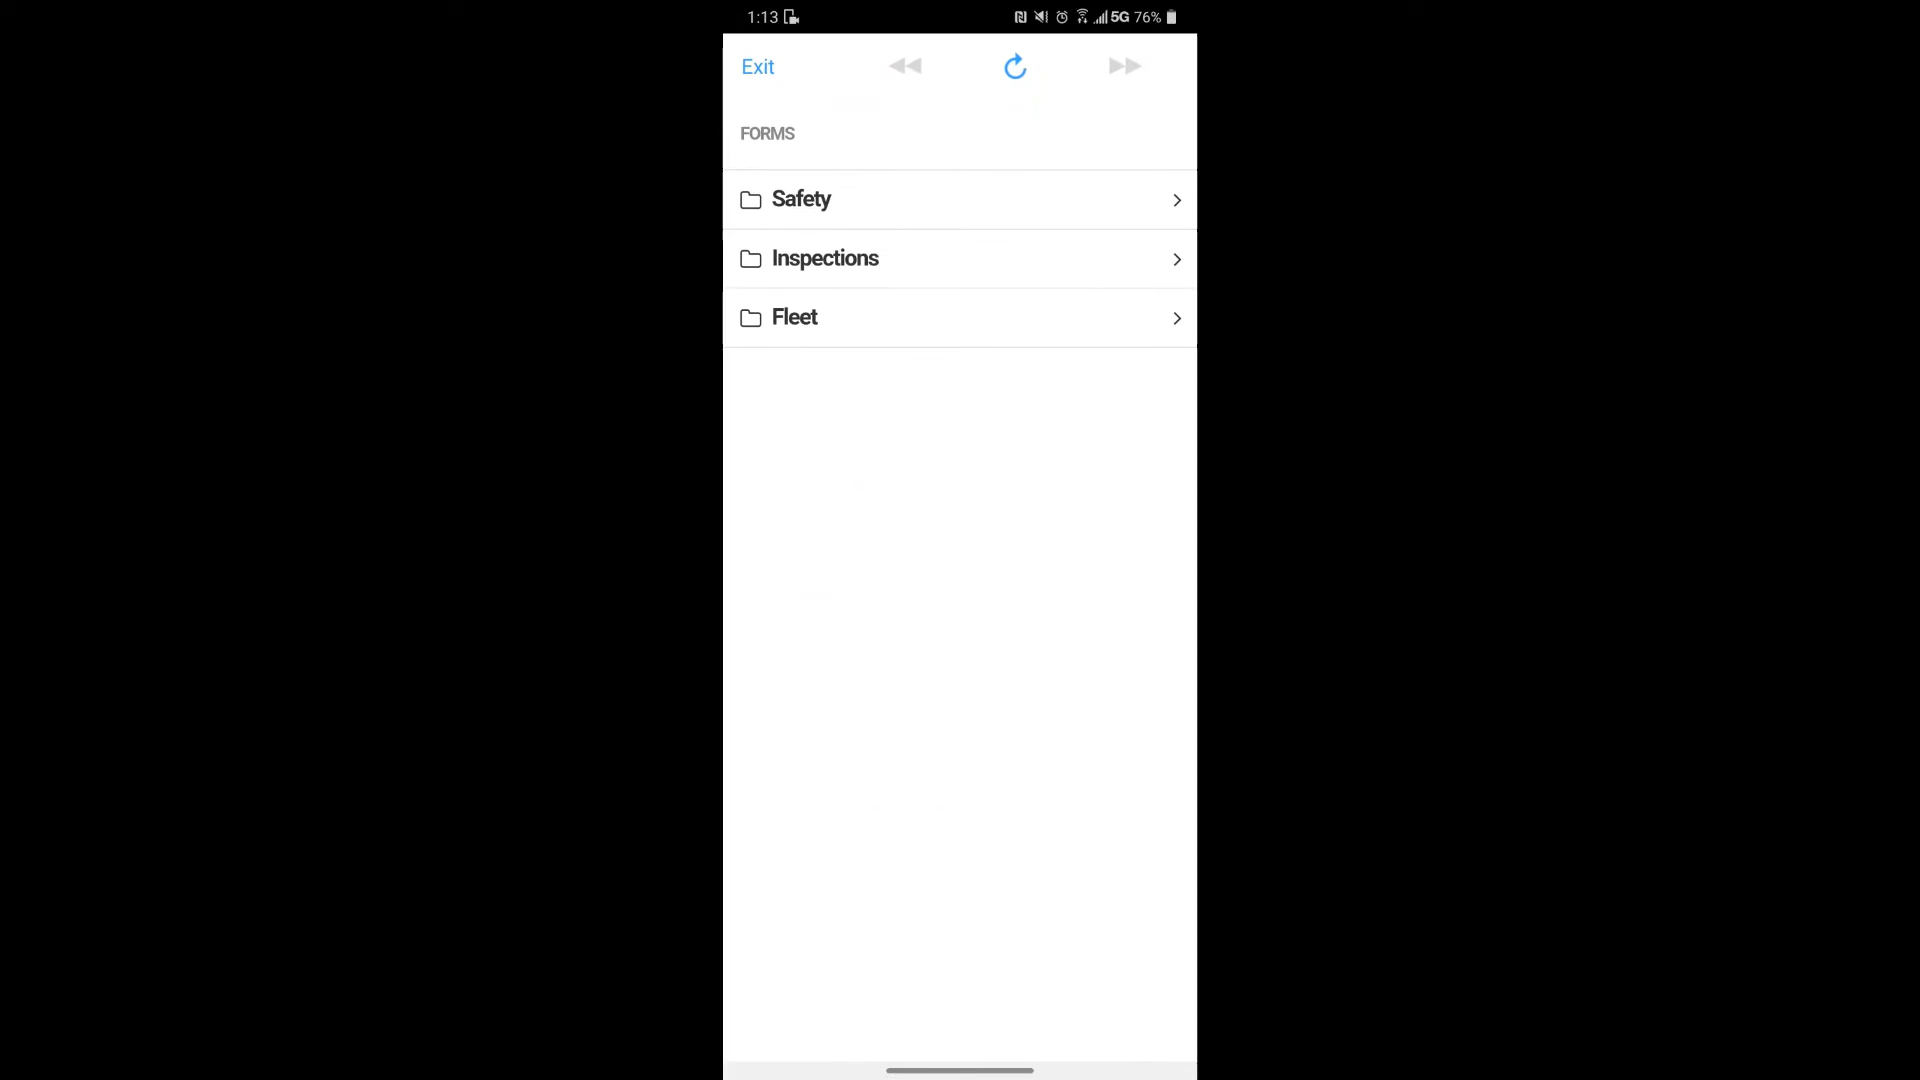 1:13 5G 76%
Exit
FORMS
Safety
Inspections
Fleet